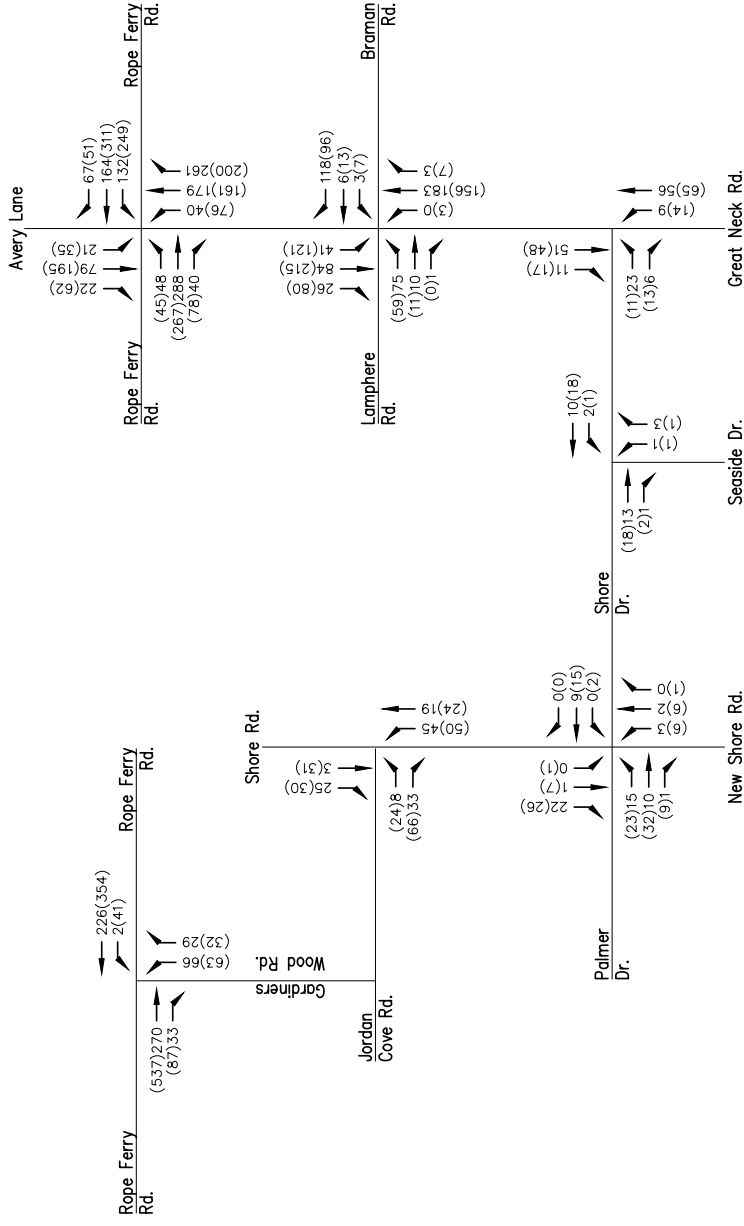 Avery Lane
Rope Ferry
Rd.
67(51)
164(311)
132(249)
22(62)
79(195)
21(35)
Rope Ferry
Rd.
(45)48
(267)288
(78)40
(76)40
(161)179
(200)261
118(96)
6(13)
3(7)
Braman
Rd.
26(80)
84(215)
41(121)
Lamphere
Rd.
(59)75
(11)10
(0)1
(3)0
(156)183
(7)3
11(17)
51(48)
(11)23
(13)6
(14)9
(65)56
Great Neck Rd.
10(18)
2(1)
(18)13
(2)1
(1)1
(1)3
Seaside Dr.
Shore
Dr.
Shore Rd.
25(30)
3(31)
(24)8
(66)33
(50)45
(24)19
0(0)
9(15)
0(2)
22(26)
1(7)
0(1)
(23)15
(32)10
(9)1
(6)3
(6)2
(1)0
New Shore Rd.
Palmer
Dr.
Rope Ferry
Rd.
226(354)
2(41)
(63)66
(32)29
(537)270
(87)33
Gardiners
Wood Rd.
Jordan
Cove Rd.
Rope Ferry
Rd.